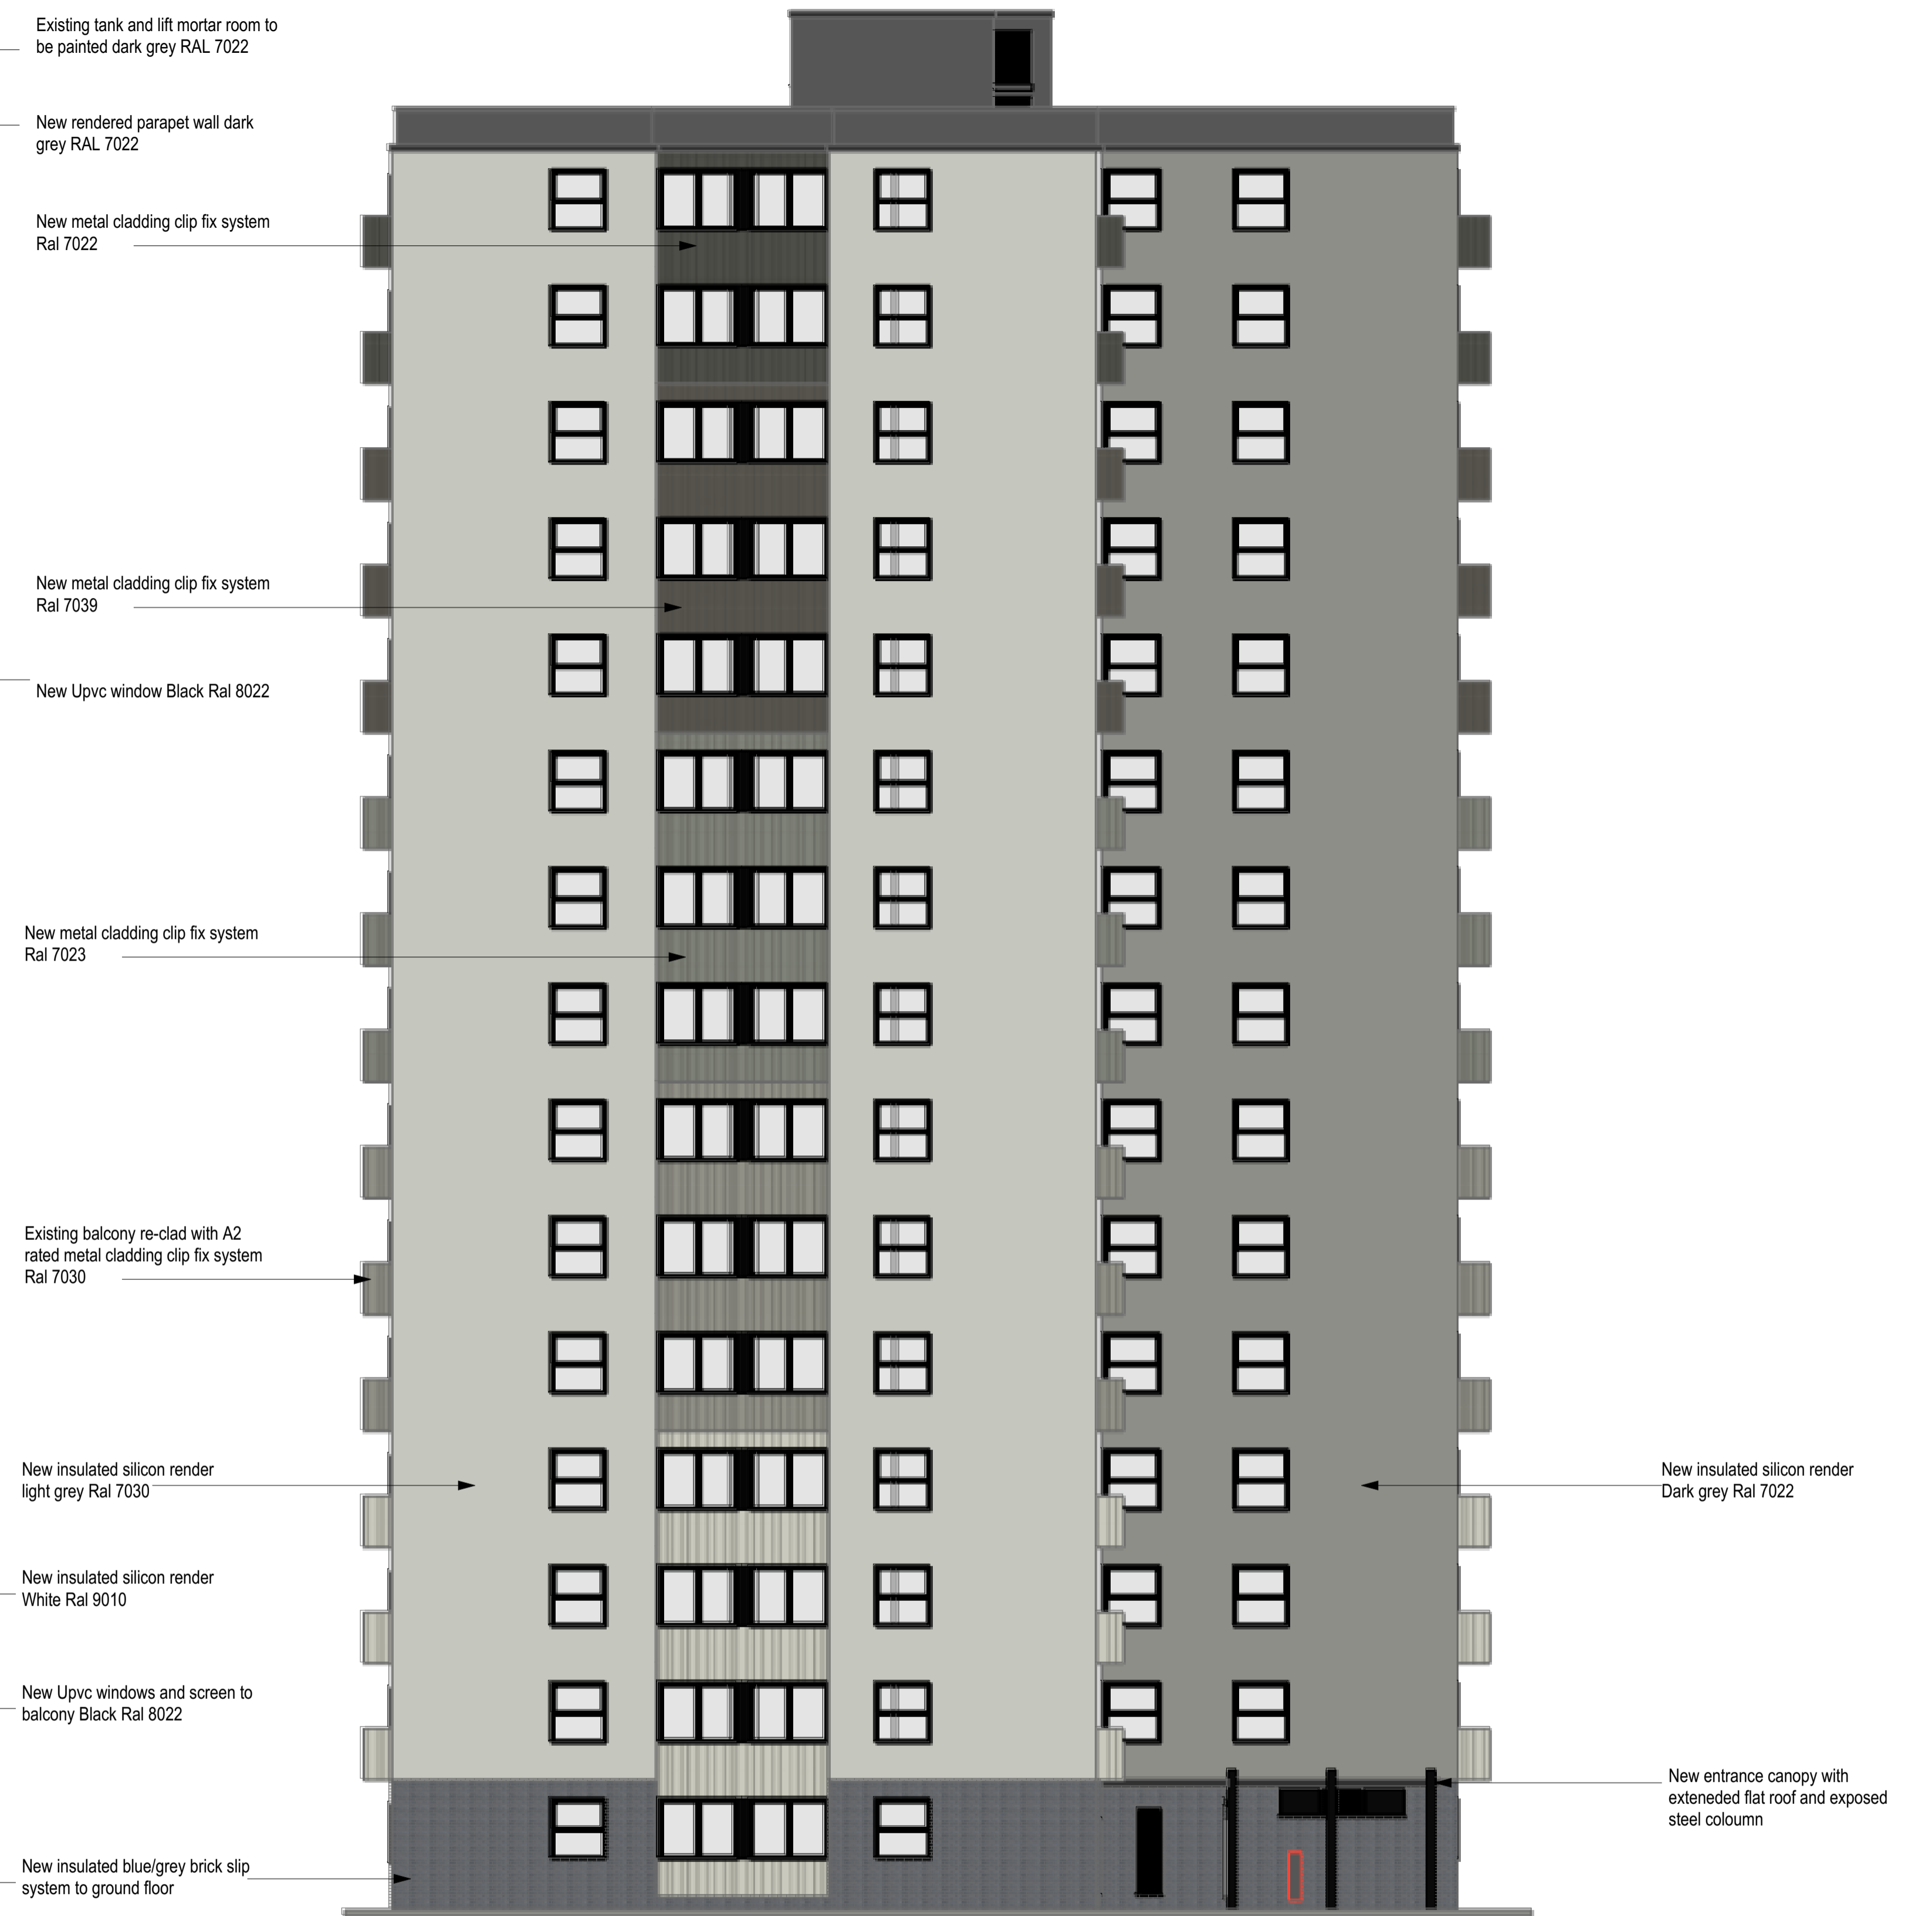 Existing tank and lift mortar room to
be painted dark grey RAL 7022
New rendered parapet wall dark
grey RAL 7022
New metal cladding clip fix system
Ral 7022
New metal cladding clip fix system
Ral 7039
New Upvc window Black Ral 8022
New metal cladding clip fix system
Ral 7023
Existing balcony re-clad with A2
rated metal cladding clip fix system
Ral 7030
New insulated silicon render
light grey Ral 7030
New insulated silicon render
White Ral 9010
New Upvc windows and screen to
balcony Black Ral 8022
New insulated blue/grey brick slip
system to ground floor
New insulated silicon render
Dark grey Ral 7022
New entrance canopy with
exteneded flat roof and exposed
steel coloumn